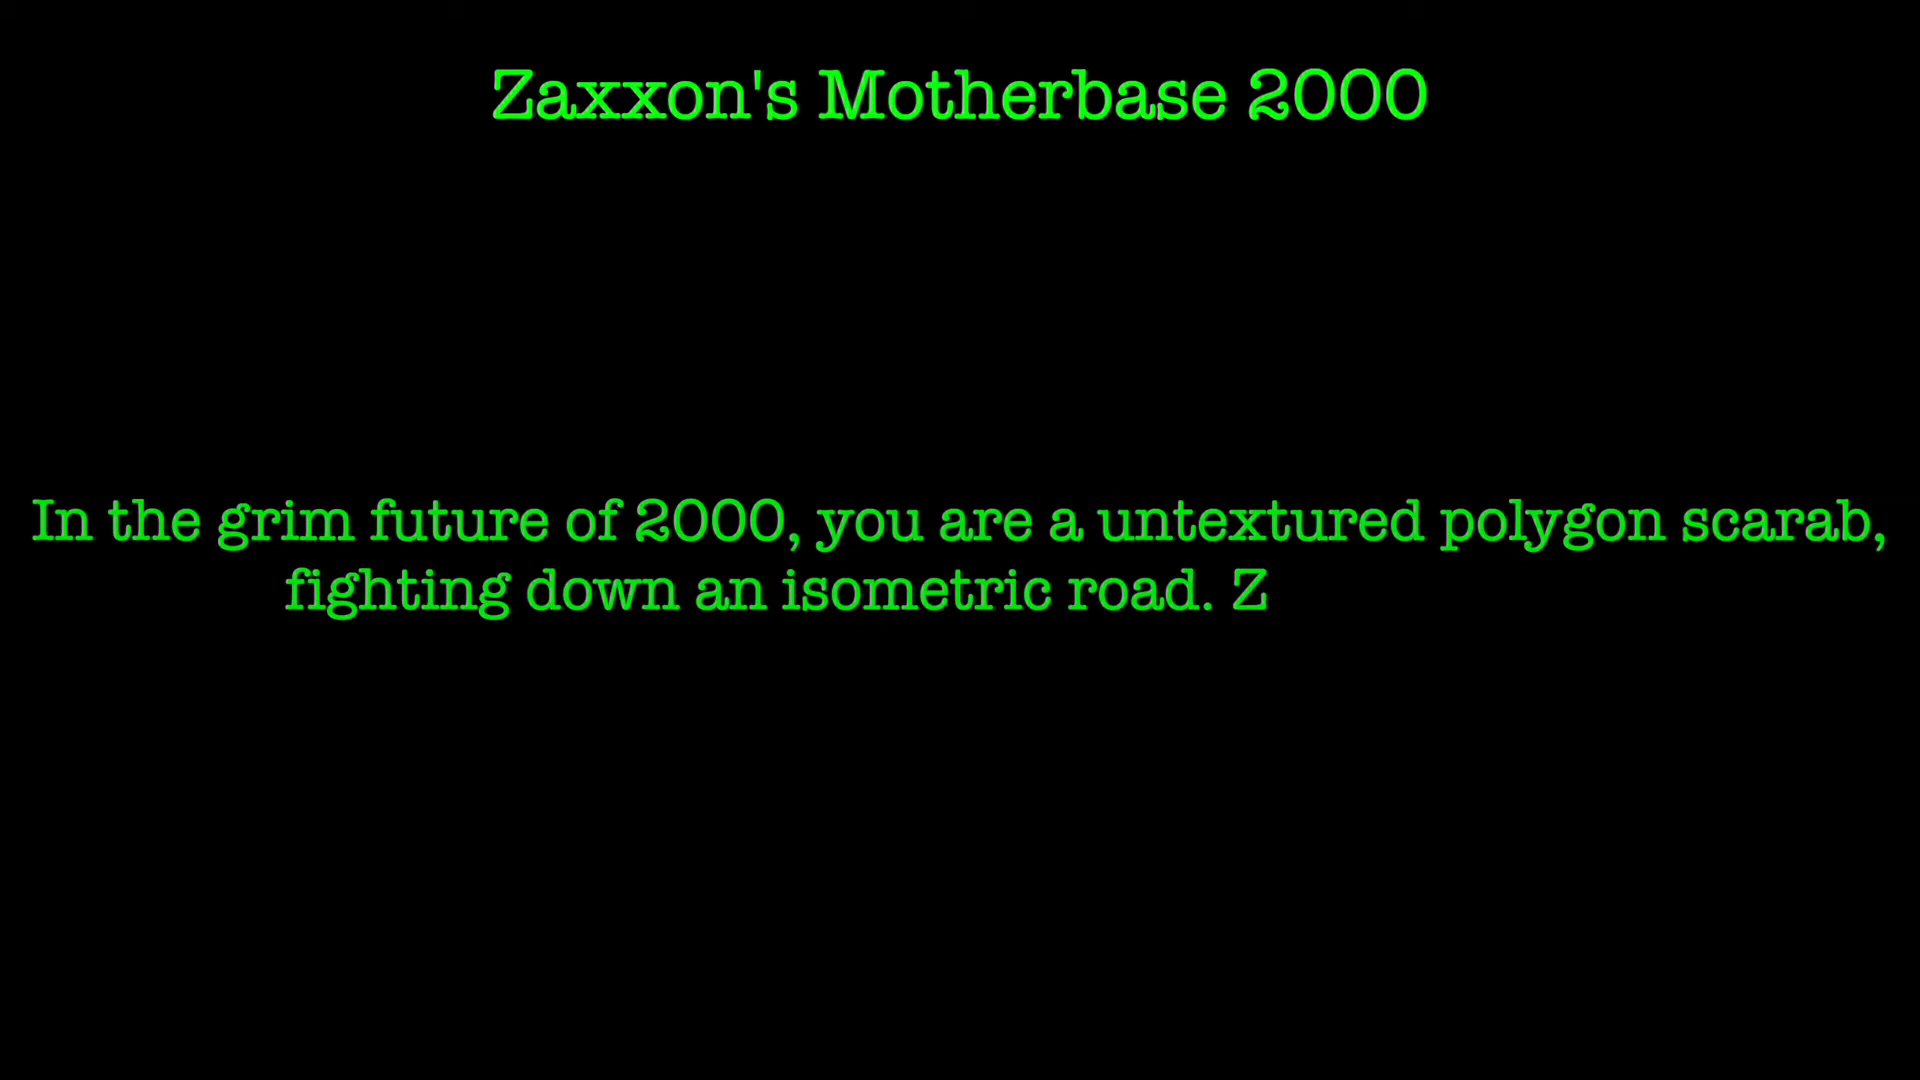 Zaxxon's Motherbase 2000
In the grim future of 2000, you are a untextured polygon scarab,
fighting down an isometric road. Z